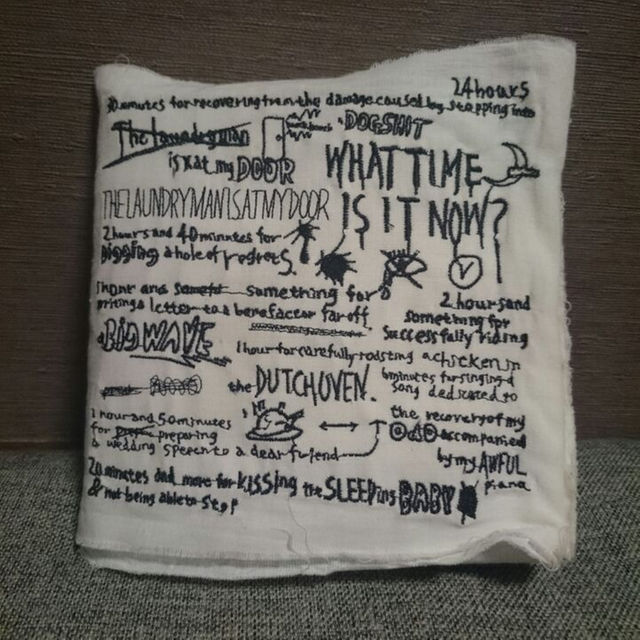 24hours
30 minutes for recovering from the damage caused by stepping into
The laundryman
DOGSHIT
is at my DOOR
WHAT TIME
THE LAUNDRY MAN IS AT MY DOOR
IS IT NOW?
2 hours and 40 minutes for
Digging a hole of regrets.
1 hour and something for
writing a letter to a benefactor far off
2 hours and
something for
successfully riding
a BIG WAVE
1 hour for carefully roasting a chicken in
the DUTCH OVEN.
6 minutes for singing a
song dedicated to
the recovery of my
accompanied
by my AWFUL
piano
1 hour and 50 minutes
for preparing
a wedding speech to a dear friend
20 minutes and more for kissing the SLEEPing BABY
& not being able to stop